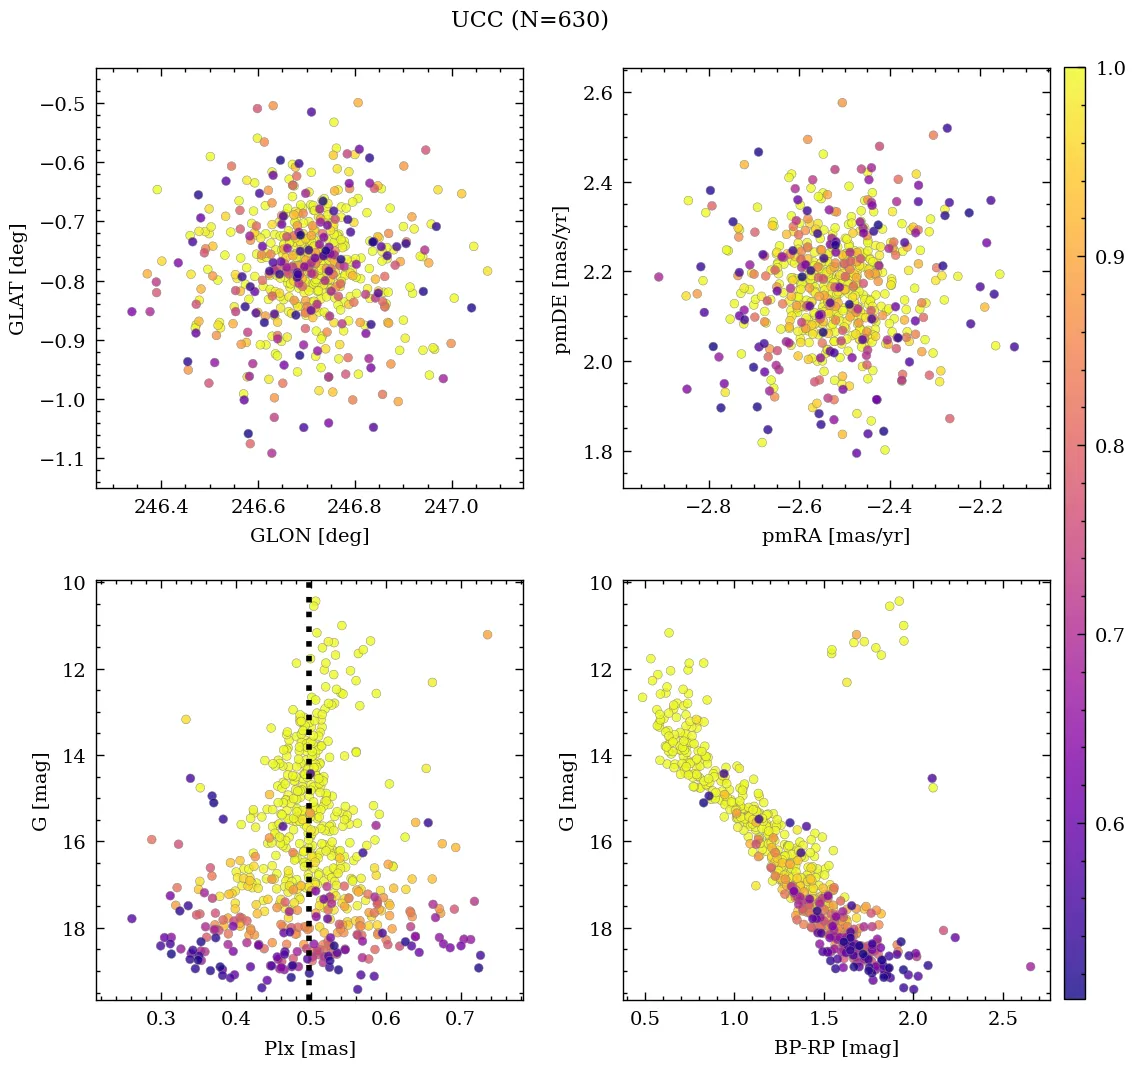 UCC (N=630)
−0.5
−0.6
−0.7
−0.8
−0.9
−1.0
−1.1
GLAT [deg]
246.4 246.6 246.8 247.0
GLON [deg]
2.6
2.4
2.2
2.0
1.8
pmDE [mas/yr]
−2.8 −2.6 −2.4 −2.2
pmRA [mas/yr]
1.0
0.9
0.8
0.7
0.6
10
12
14
16
18
G [mag]
0.3 0.4 0.5 0.6 0.7
Plx [mas]
10
12
14
16
18
G [mag]
0.5 1.0 1.5 2.0 2.5
BP-RP [mag]